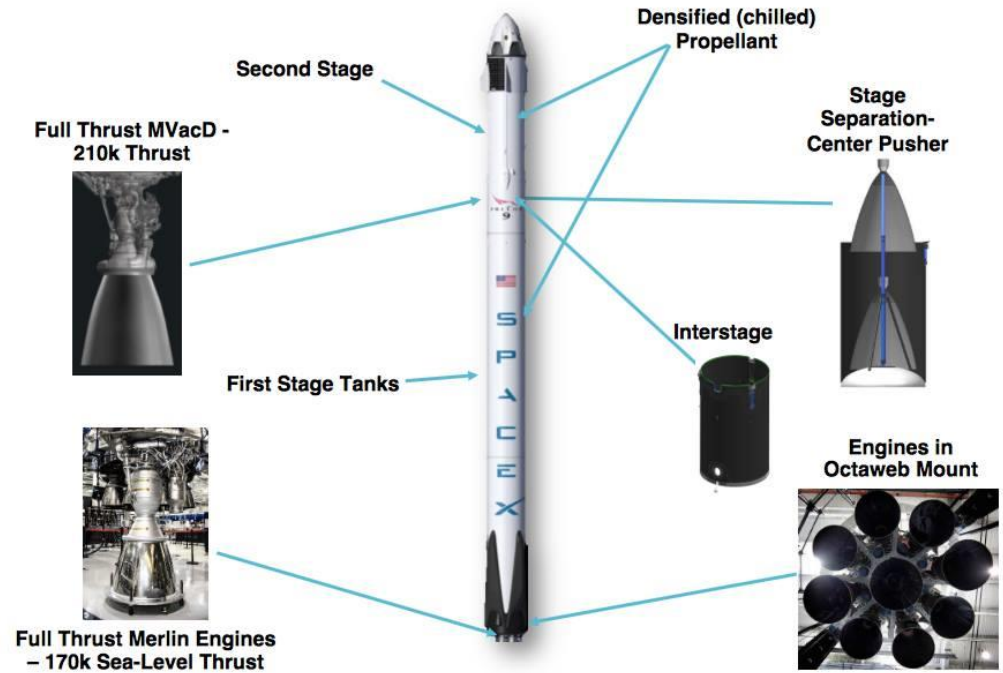 Densified (chilled)
Propellant
Second Stage
Full Thrust MVacD -
210k Thrust
Stage
Separation-
Center Pusher
9
Interstage
First Stage Tanks
S
P
A
C
E
X
Engines in
Octaweb Mount
Full Thrust Merlin Engines
– 170k Sea-Level Thrust